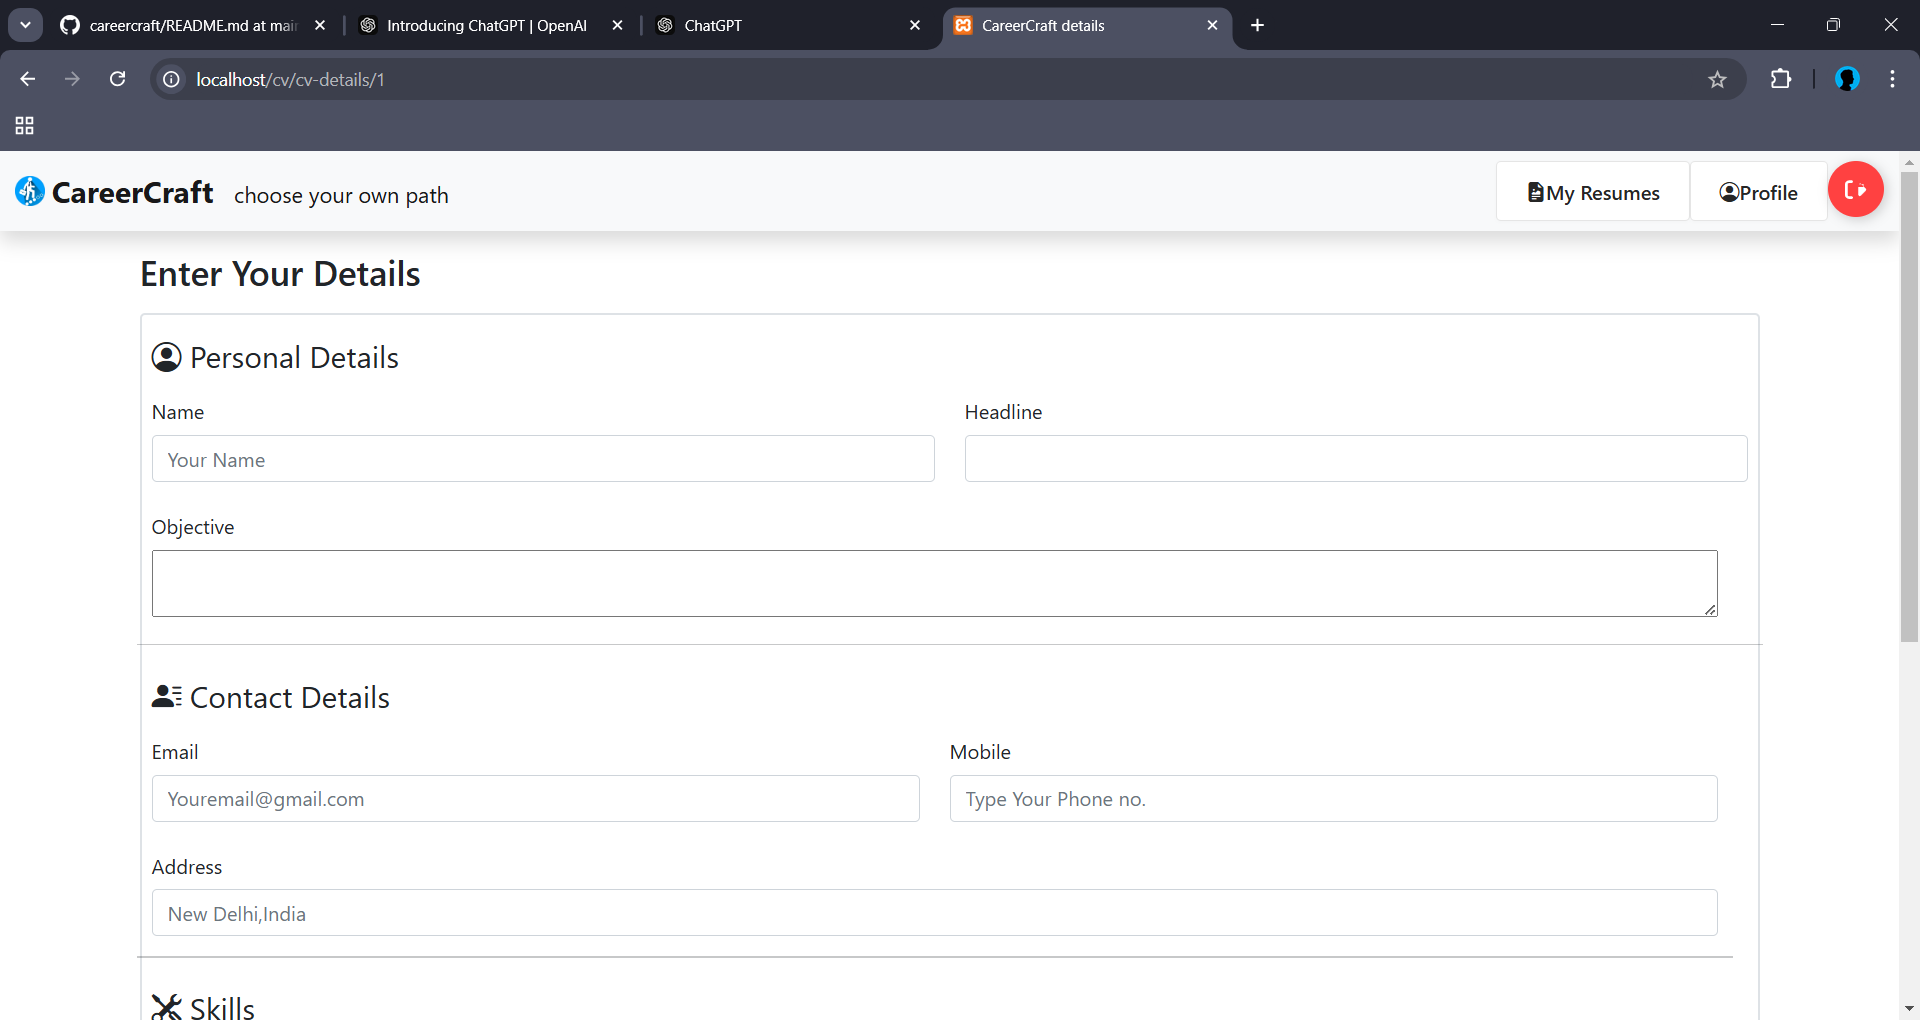 careercraft/README.md at mai
Introducing ChatGPT | OpenAI
ChatGPT
CareerCraft details
localhost/cv/cv-details/1
CareerCraft choose your own path
My Resumes
Profile
Enter Your Details
Personal Details
Name
Headline
Your Name
Objective
Contact Details
Email
Mobile
Youremail@gmail.com
Type Your Phone no.
Address
New Delhi,India
Skills